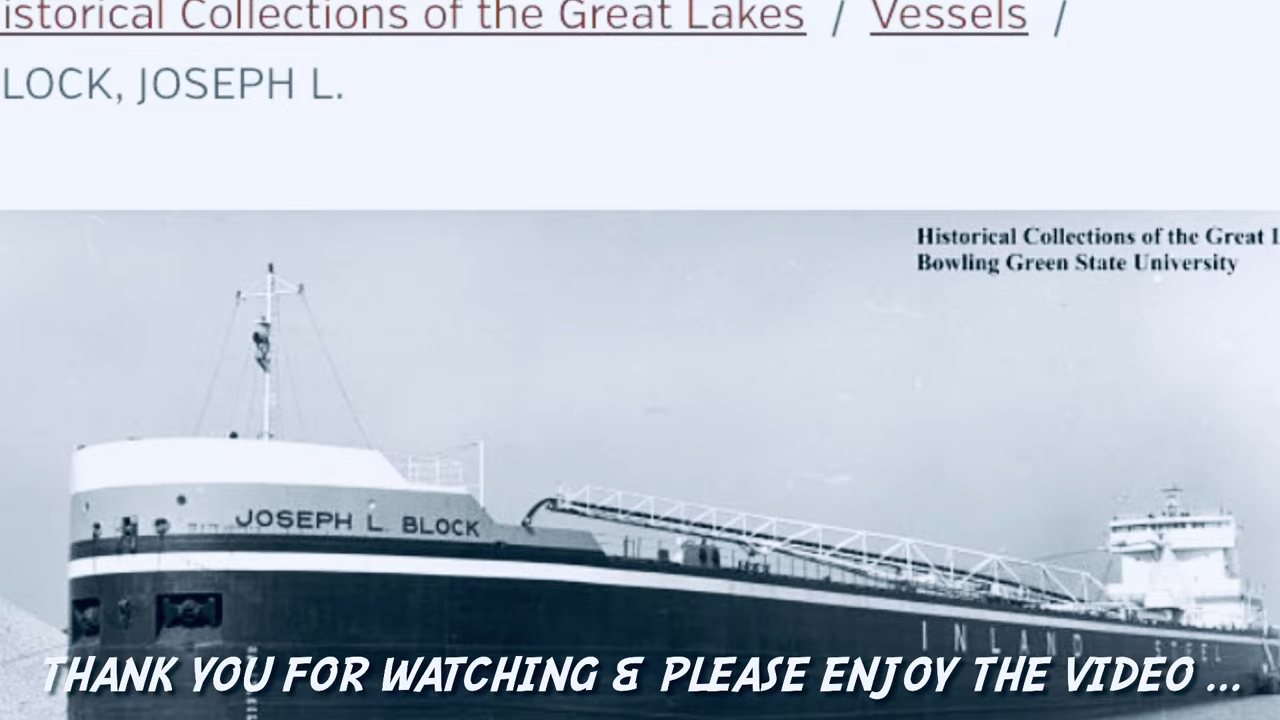 istorical Collections of the Great Lakes / Vessels /
LOCK, JOSEPH L.
Historical Collections of the Great
Bowling Green State University
JOSEPH L. BLOCK
INLAND STEEL
THANK YOU FOR WATCHING & PLEASE ENJOY THE VIDEO ...